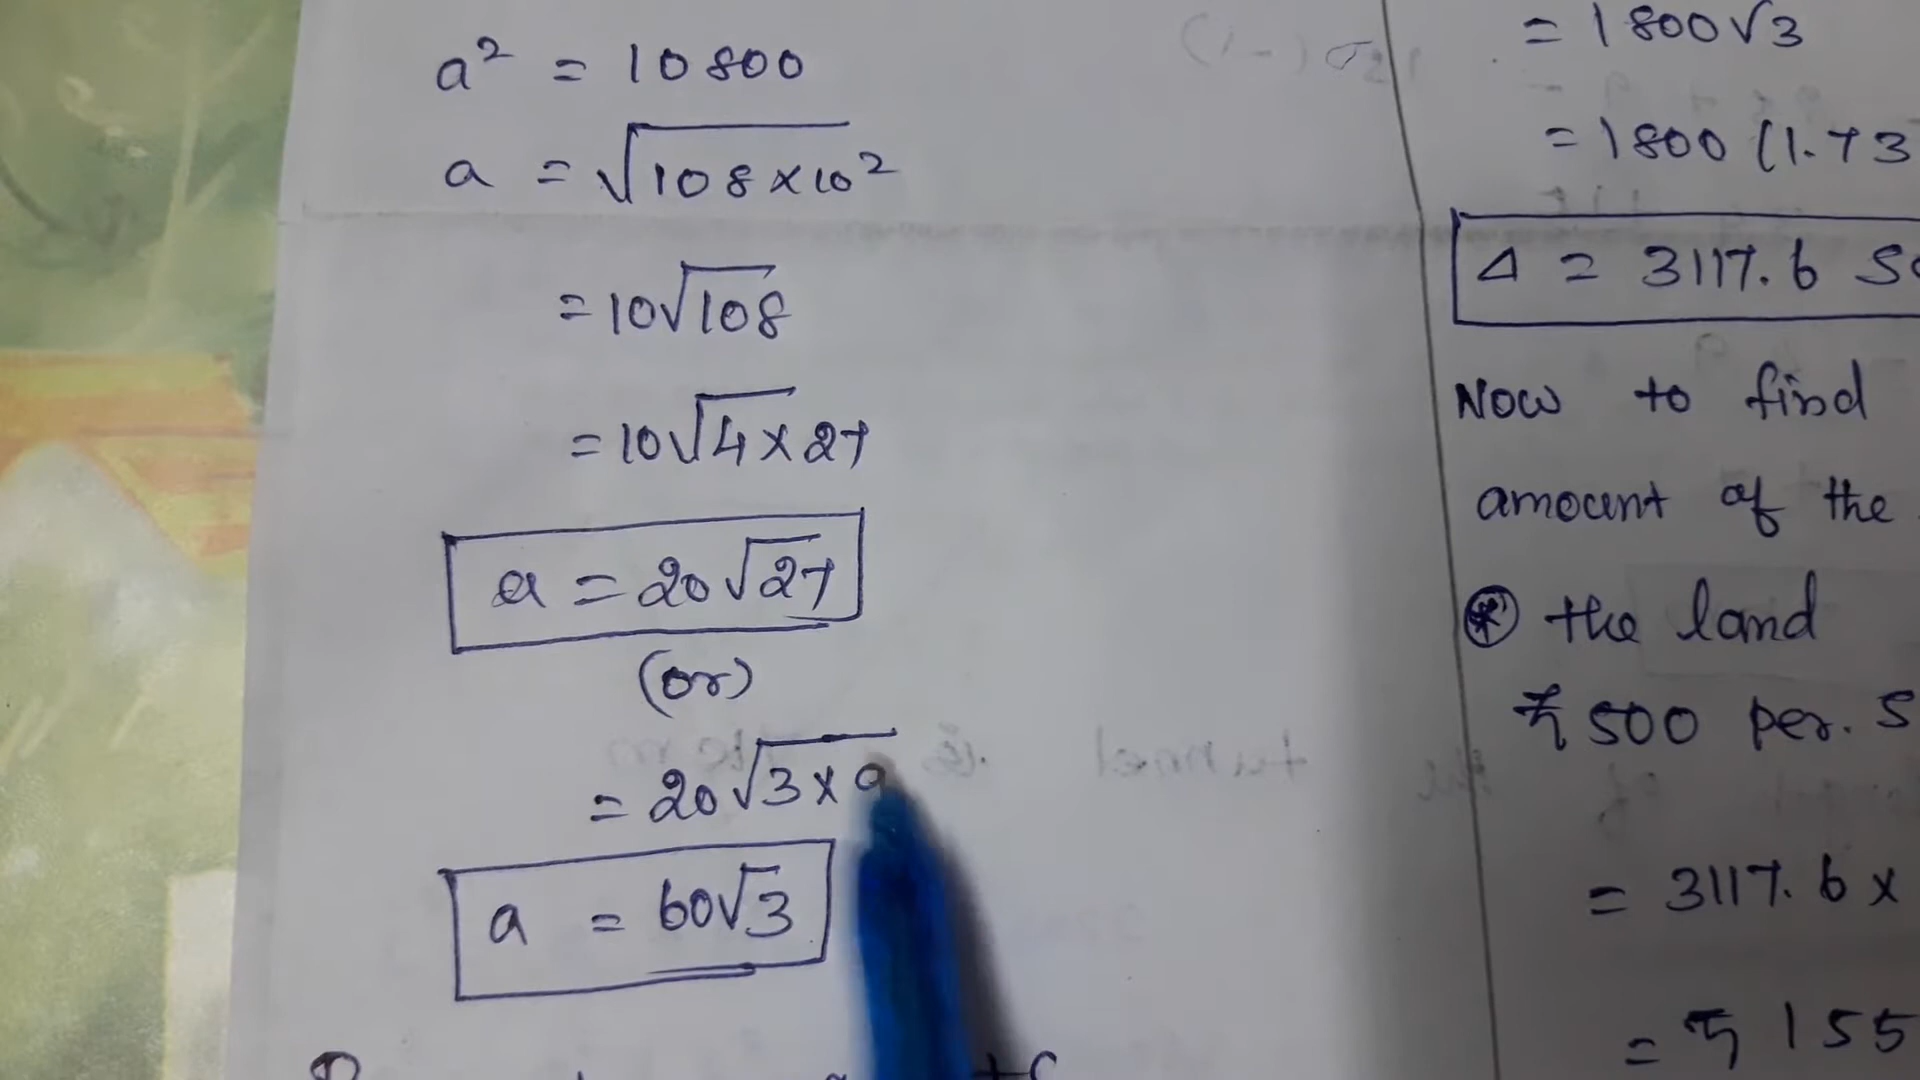 a² = 10800
a = √108×10²
= 10√108
= 10√4×27
a = 20√27
(or)
= 20√3×9
a = 60√3
= 1800√3
= 1800 (1.73
Δ = 3117.6
Now to find
amount of the
⊛ the land
₹500 per. S
= 3117.6 ×
= ₹ 155